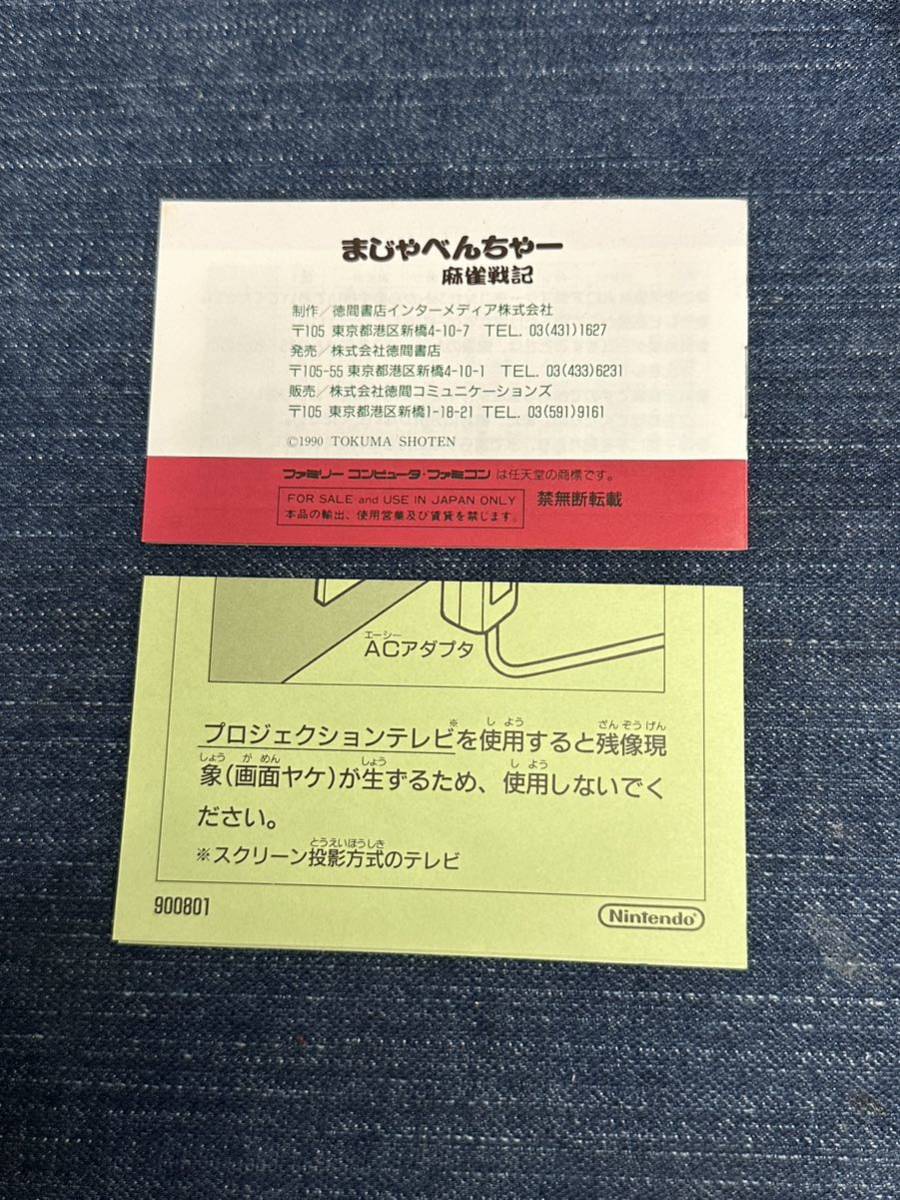 まじゃべんちゃー
麻雀戦記
制作／徳間書店インターメディア株式会社
〒105 東京都港区新橋4-10-7 TEL. 03(431)1627
発売／株式会社徳間書店
〒105-55 東京都港区新橋4-10-1 TEL. 03(433)6231
販売／株式会社徳間コミュニケーションズ
〒105 東京都港区新橋1-18-21 TEL. 03(591)9161
©1990 TOKUMA SHOTEN
ファミリーコンピュータ・ファミコンは任天堂の商標です。
FOR SALE and USE IN JAPAN ONLY
本品の輸出、使用営業及び賃貸を禁じます。
禁無断転載
エーシー
ACアダプタ
プロジェクションテレビ※を使用すると残像現
象(画面ヤケ)が生ずるため、使用しないでく
ださい。
※スクリーン投影方式のテレビ
900801
Nintendo®